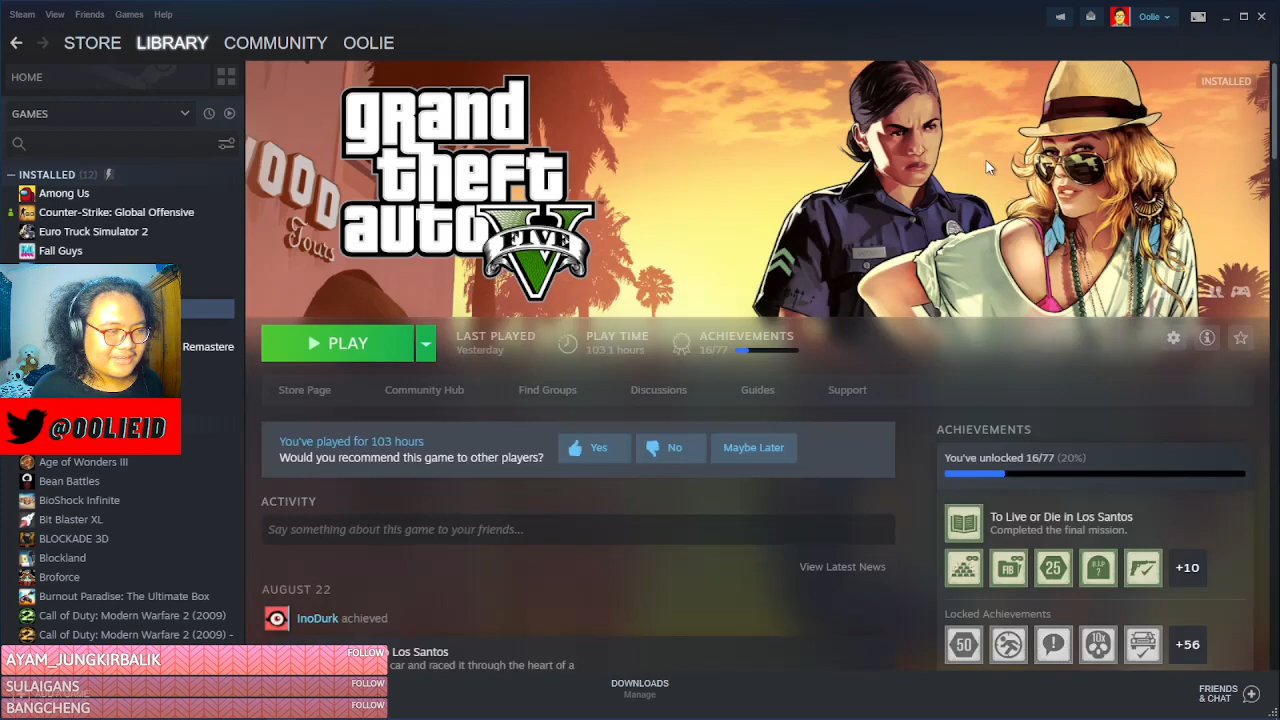 Steam View Friends Games Help
Oolie
STORE LIBRARY COMMUNITY OOLIE
HOME
GAMES
INSTALLED (12)
Among Us
Counter-Strike: Global Offensive
Euro Truck Simulator 2
Fall Guys
Remastere
@OOLIEID
Age of Wonders III
Bean Battles
BioShock Infinite
Bit Blaster XL
BLOCKADE 3D
Blockland
Broforce
Burnout Paradise: The Ultimate Box
Call of Duty: Modern Warfare 2 (2009)
Call of Duty: Modern Warfare 2 (2009) -
AYAM_JUNGKIRBALIK FOLLOW
SULAIGANS FOLLOW
BANGCHENG FOLLOW
INSTALLED
OOD
Tours
grand
theft
auto
V
FIVE
PLAY
LAST PLAYED
Yesterday
PLAY TIME
103.1 hours
ACHIEVEMENTS
16/77
Store Page Community Hub Find Groups Discussions Guides Support
You've played for 103 hours
Would you recommend this game to other players?
Yes No Maybe Later
ACTIVITY
Say something about this game to your friends...
View Latest News
AUGUST 22
InoDurk achieved
Los Santos
car and raced it through the heart of a
ACHIEVEMENTS
You've unlocked 16/77 (20%)
To Live or Die in Los Santos
Completed the final mission.
FIB 25 R.I.P ? +10
Locked Achievements
50 10x +56
DOWNLOADS
Manage
FRIENDS
& CHAT